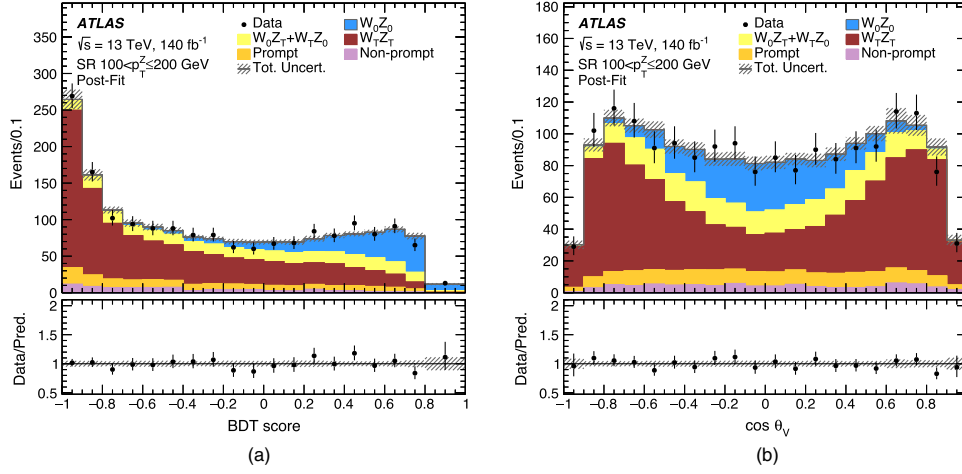 ATLAS
√s = 13 TeV, 140 fb⁻¹
SR 100<p_T^Z≤200 GeV
Post-Fit
Data
W₀Z₀
W₀Z_T+W_TZ₀
W_TZ_T
Prompt
Non-prompt
Tot. Uncert.
Events/0.1
350
300
250
200
150
100
50
0
Data/Pred.
2
1.5
1
0.5
−1 −0.8 −0.6 −0.4 −0.2 0 0.2 0.4 0.6 0.8 1
BDT score
(a)
ATLAS
√s = 13 TeV, 140 fb⁻¹
SR 100<p_T^Z≤200 GeV
Post-Fit
Data
W₀Z₀
W₀Z_T+W_TZ₀
W_TZ_T
Prompt
Non-prompt
Tot. Uncert.
Events/0.1
160
140
120
100
80
60
40
20
0
Data/Pred.
2
1.5
1
0.5
−1 −0.8 −0.6 −0.4 −0.2 0 0.2 0.4 0.6 0.8
cos θ_V
(b)